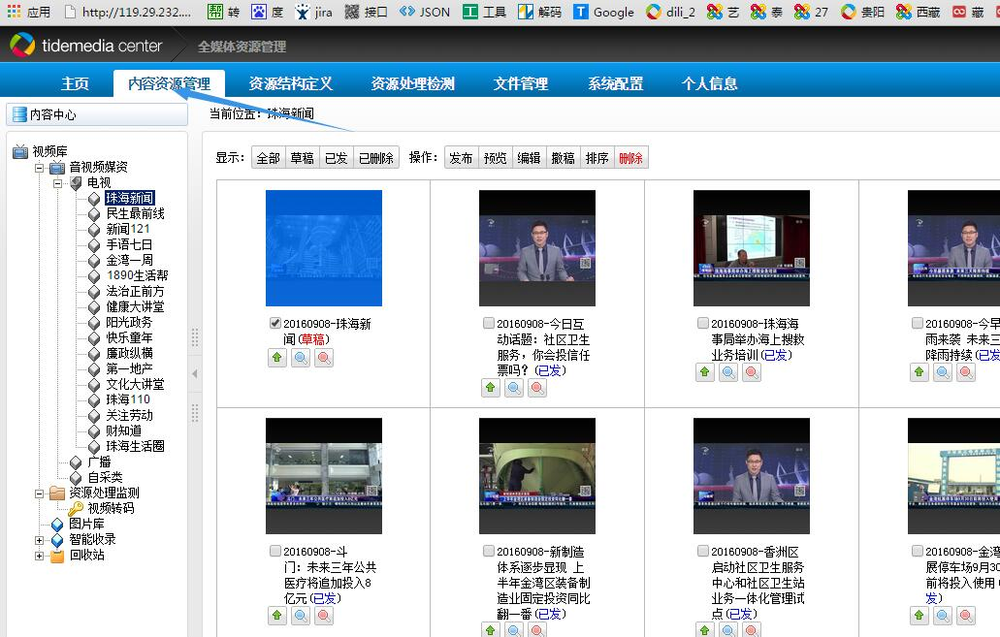 应用 http://119.29.232.... 转 度 jira 接口 JSON 工具 解码 Google dili_2 艺 泰 27 贵阳 西藏 藏
tidemedia center 全媒体资源管理
主页 内容资源管理 资源结构定义 资源处理检测 文件管理 系统配置 个人信息
内容中心
当前位置：珠海新闻
显示： 全部 草稿 已发 已删除 操作： 发布 预览 编辑 撤稿 排序 删除
视频库
音视频媒资
电视
珠海新闻
民生最前线
新闻121
手语七日
金湾一周
1890生活帮
法治正前方
健康大讲堂
阳光政务
快乐童年
廉政纵横
第一地产
文化大讲堂
珠海110
关注劳动
财知道
珠海生活圈
广播
自采类
资源处理监测
视频转码
图片库
智能收录
回收站
20160908-珠海新
闻(草稿)
20160908-今日互
动话题：社区卫生
服务，你会投信任
票吗？(已发)
20160908-珠海海
事局举办海上搜救
业务培训(已发)
20160908-今早
雨来袭 未来三
降雨持续(已发
20160908-斗
门：未来三年公共
医疗将追加投入8
亿元(已发)
20160908-新制造
体系逐步显现 上
半年金湾区装备制
造业固定投资同比
翻一番(已发)
20160908-香洲区
启动社区卫生服务
中心和社区卫生站
业务一体化管理试
点(已发)
20160908-金湾
展停车场9月30
前将投入使用(
发)